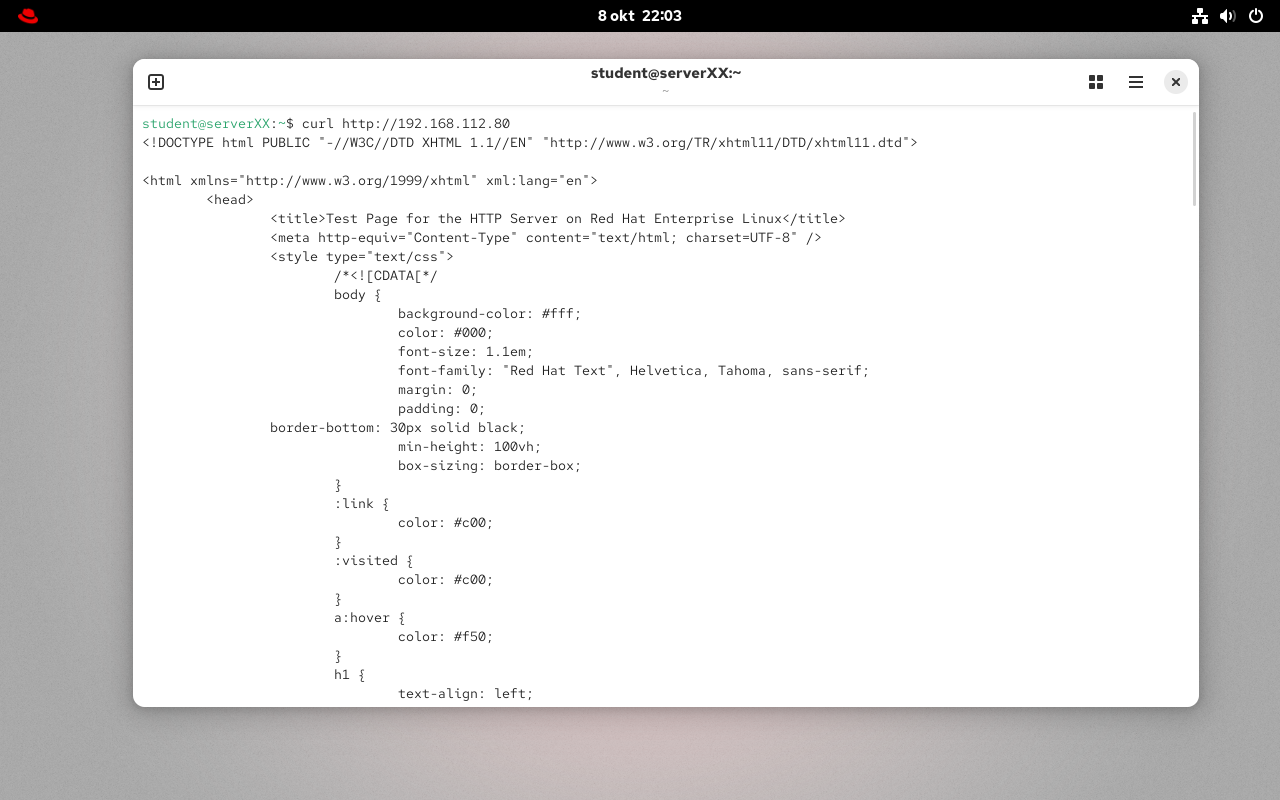 8 okt 22:03
student@serverXX:~
~
student@serverXX:~$ curl http://192.168.112.80
<!DOCTYPE html PUBLIC "-//W3C//DTD XHTML 1.1//EN" "http://www.w3.org/TR/xhtml11/DTD/xhtml11.dtd">
<html xmlns="http://www.w3.org/1999/xhtml" xml:lang="en">
<head>
<title>Test Page for the HTTP Server on Red Hat Enterprise Linux</title>
<meta http-equiv="Content-Type" content="text/html; charset=UTF-8" />
<style type="text/css">
/*<![CDATA[*/
body {
background-color: #fff;
color: #000;
font-size: 1.1em;
font-family: "Red Hat Text", Helvetica, Tahoma, sans-serif;
margin: 0;
padding: 0;
border-bottom: 30px solid black;
min-height: 100vh;
box-sizing: border-box;
}
:link {
color: #c00;
}
:visited {
color: #c00;
}
a:hover {
color: #f50;
}
h1 {
text-align: left;